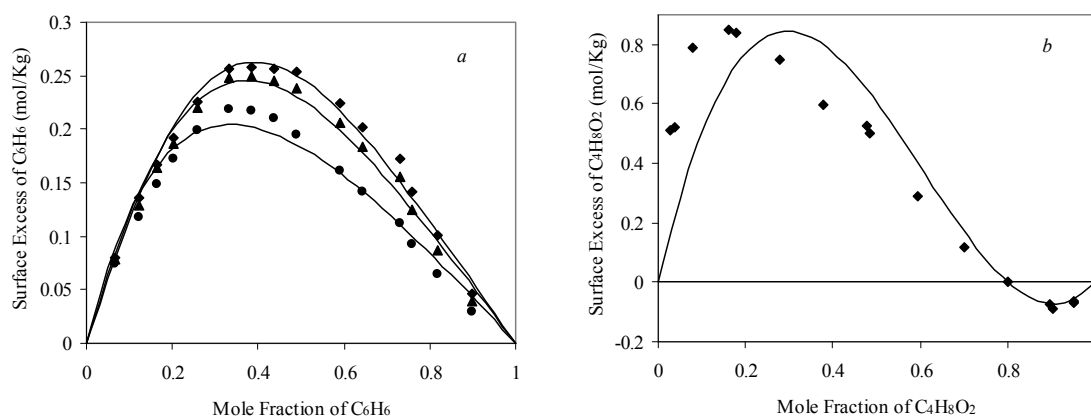 a
Surface Excess of C6H6 (mol/Kg)
0.3
0.25
0.2
0.15
0.1
0.05
0
0 0.2 0.4 0.6 0.8 1
Mole Fraction of C6H6
b
Surface Excess of C4H8O2 (mol/Kg)
0.8
0.6
0.4
0.2
0
-0.2
0 0.2 0.4 0.6 0.8
Mole Fraction of C4H8O2